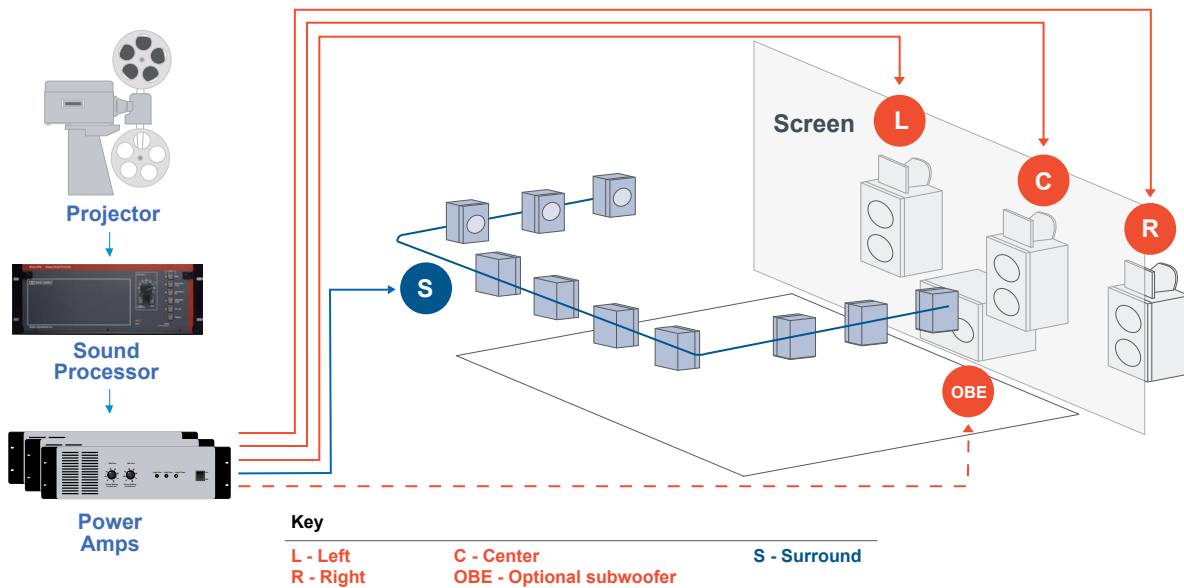 Projector
Sound
Processor
Power
Amps
Screen
L
C
R
S
OBE
Key
L - Left
C - Center
S - Surround
R - Right
OBE - Optional subwoofer